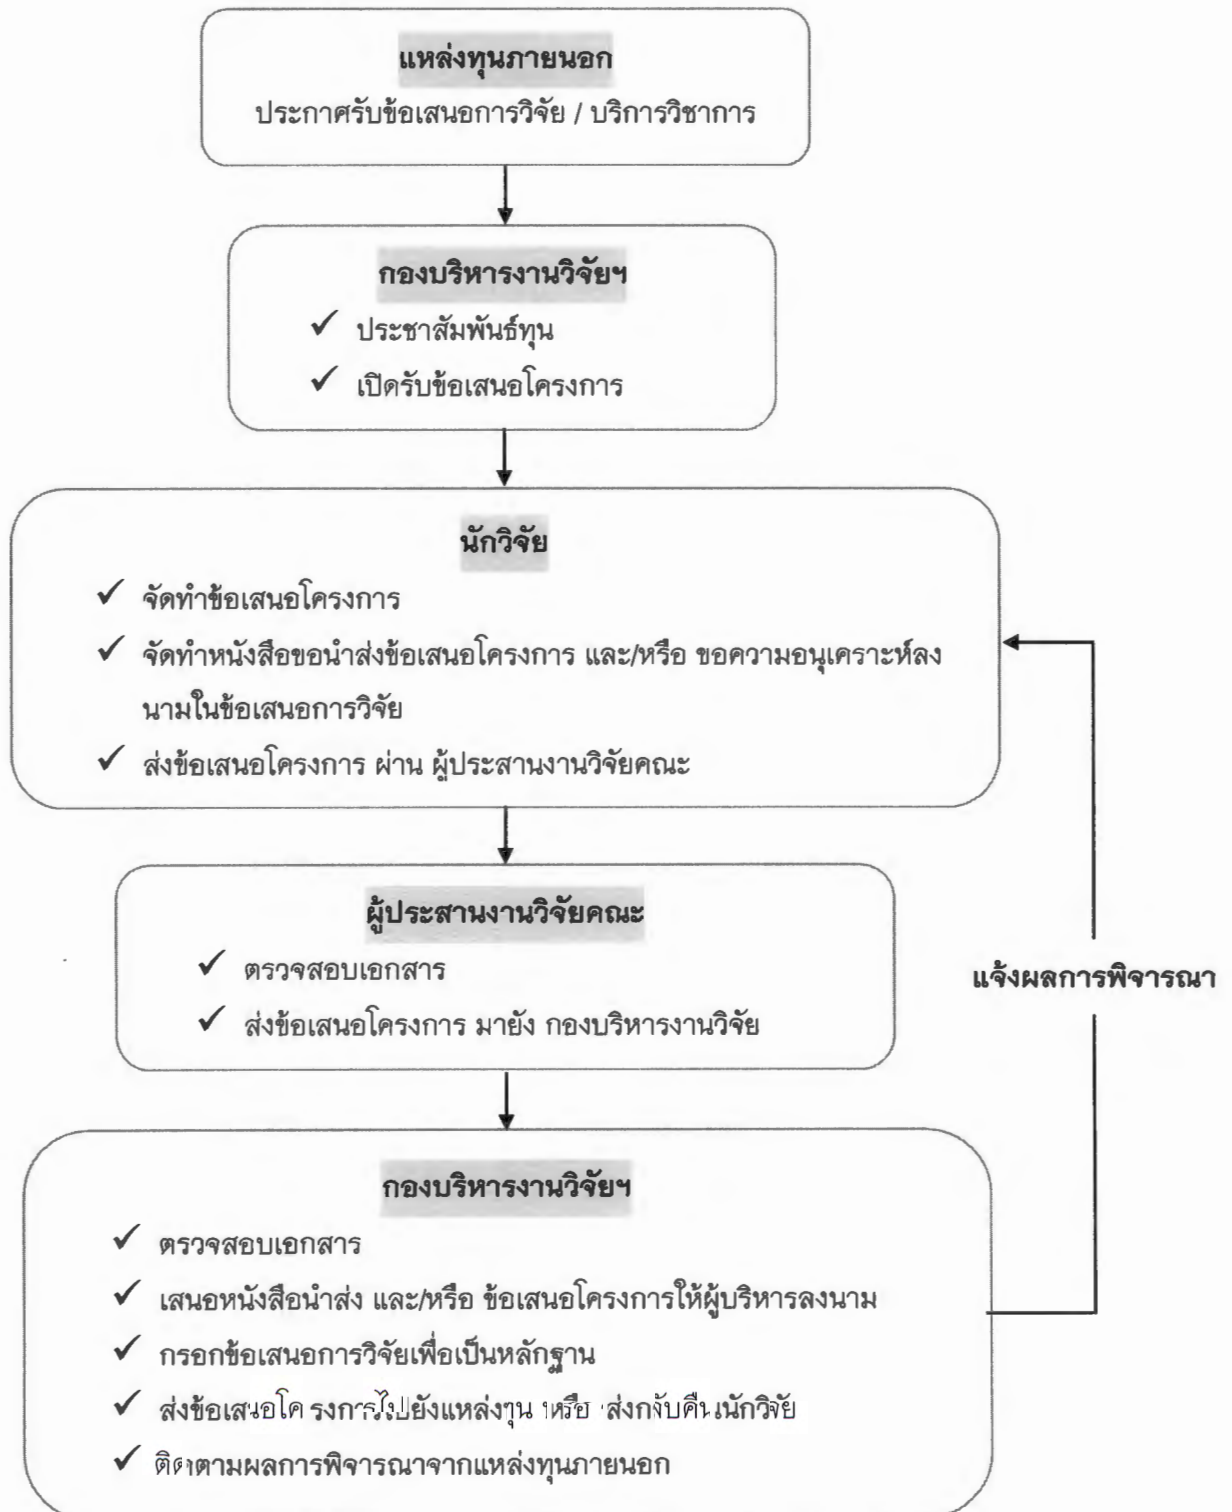 แหล่งทุนภายนอก
ประกาศรับข้อเสนอการวิจัย / บริการวิชาการ
กองบริหารงานวิจัยฯ
✓ ประชาสัมพันธ์ทุน
✓ เปิดรับข้อเสนอโครงการ
นักวิจัย
✓ จัดทำข้อเสนอโครงการ
✓ จัดทำหนังสือขอนำส่งข้อเสนอโครงการ และ/หรือ ขอความอนุเคราะห์ลง
นามในข้อเสนอการวิจัย
✓ ส่งข้อเสนอโครงการ ผ่าน ผู้ประสานงานวิจัยคณะ
ผู้ประสานงานวิจัยคณะ
✓ ตรวจสอบเอกสาร
✓ ส่งข้อเสนอโครงการ มายัง กองบริหารงานวิจัย
แจ้งผลการพิจารณา
กองบริหารงานวิจัยฯ
✓ ตรวจสอบเอกสาร
✓ เสนอหนังสือนำส่ง และ/หรือ ข้อเสนอโครงการให้ผู้บริหารลงนาม
✓ กรอกข้อเสนอการวิจัยเพื่อเป็นหลักฐาน
✓ ส่งข้อเสนอโครงการไปยังแหล่งทุน หรือ ส่งกลับคืนนักวิจัย
✓ ติดตามผลการพิจารณาจากแหล่งทุนภายนอก